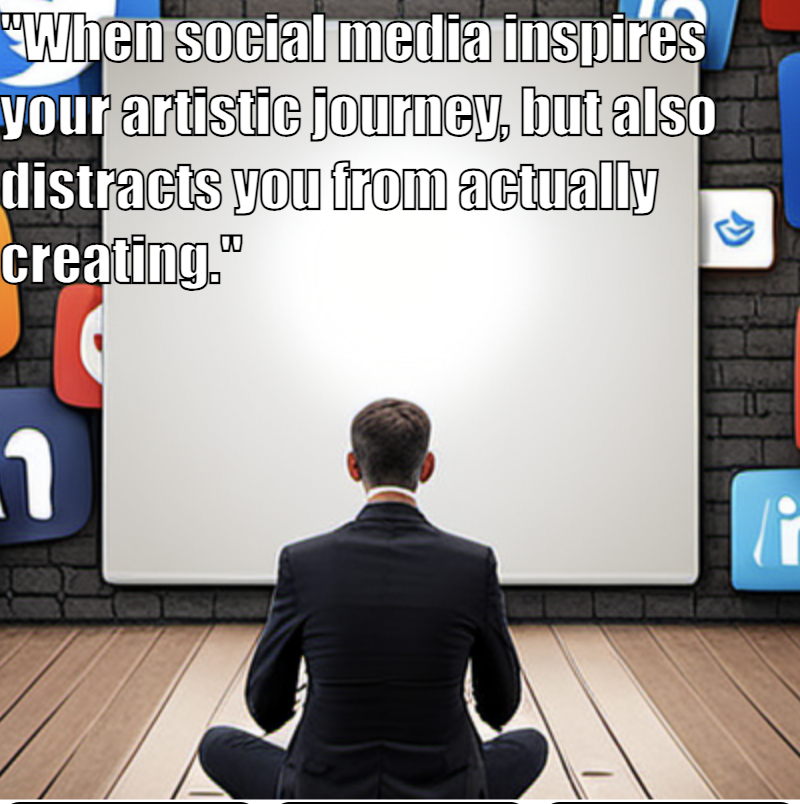 "When social media inspires
your artistic journey, but also
distracts you from actually
creating."